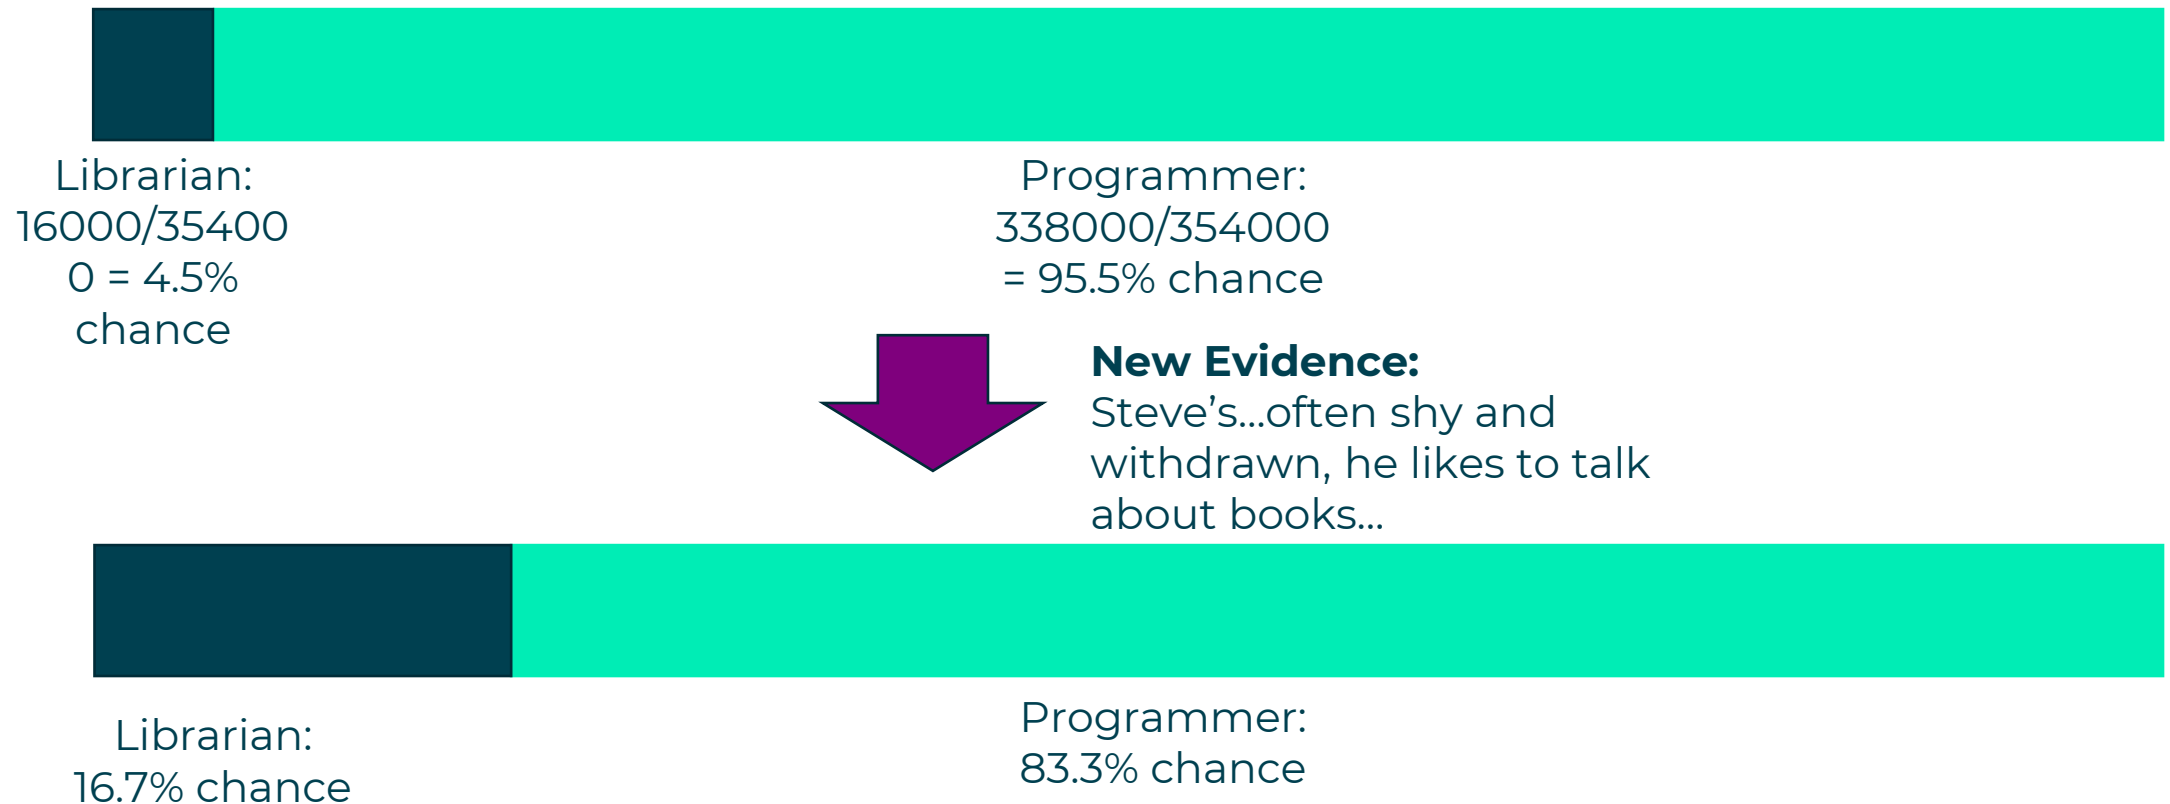 Librarian:
16000/35400
0 = 4.5%
chance
Programmer:
338000/354000
= 95.5% chance
New Evidence:
Steve’s...often shy and
withdrawn, he likes to talk
about books...
Librarian:
16.7% chance
Programmer:
83.3% chance